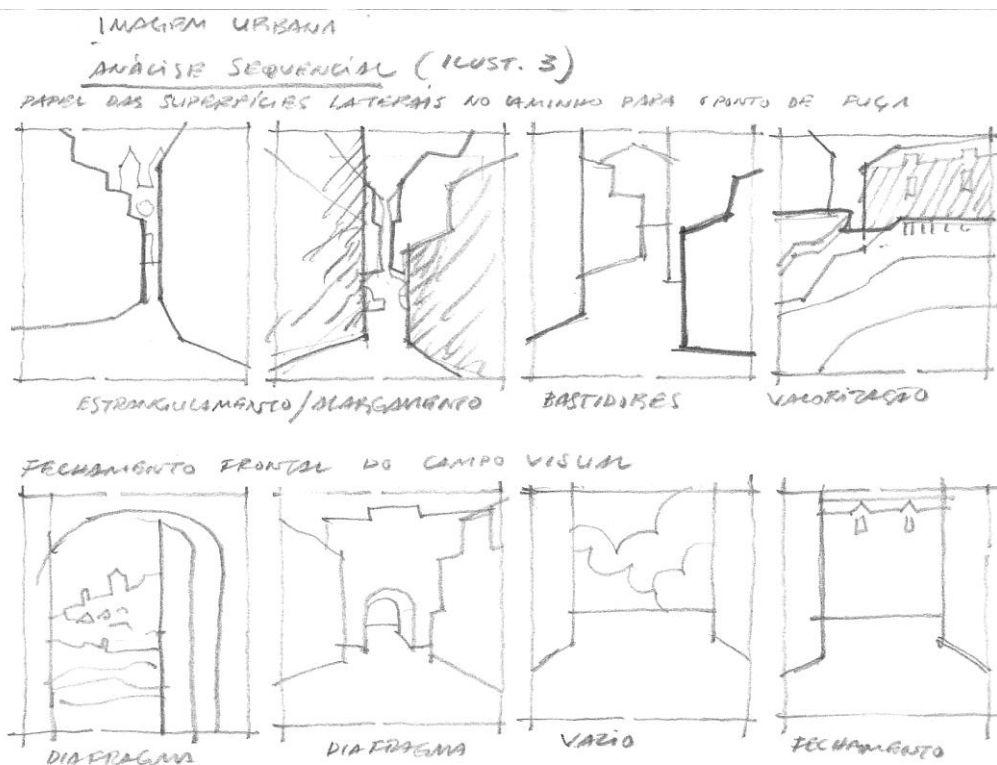 IMAGEM URBANA
ANÁLISE SEQUENCIAL (ILUST. 3)
PAPEL DAS SUPERFÍCIES LATERAIS NO CAMINHO PARA O PONTO DE FUGA
ESTRANGULAMENTO/ALARGAMENTO BASTIDORES VALORIZAÇÃO
FECHAMENTO FRONTAL DO CAMPO VISUAL
DIAFRAGMA DIAFRAGMA VAZIO FECHAMENTO